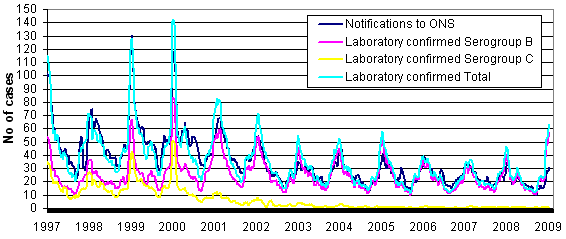 150
140
130
120
110
100
90
80
70
60
50
40
30
20
10
0
No of cases
Notifications to ONS
Laboratory confirmed Serogroup B
Laboratory confirmed Serogroup C
Laboratory confirmed Total
1997 1998 1999 2000 2001 2002 2003 2004 2005 2006 2007 2008 2009